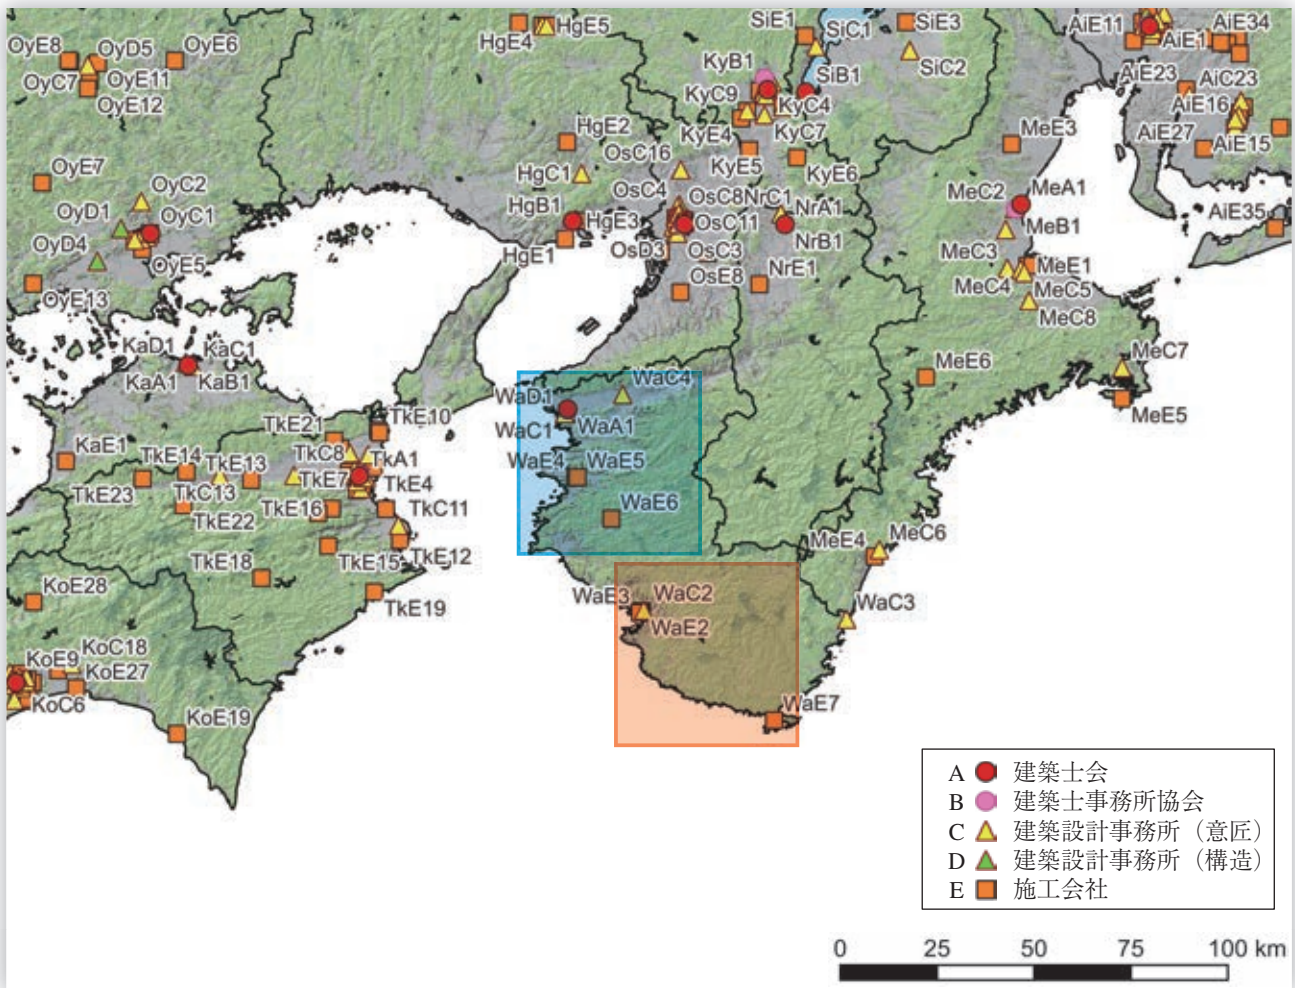 OyE8
OyD5
OyE6
OyC7
OyE11
OyE12
HgE4
HgE5
SiE1
SiC1
SiE3
SiC2
SiB1
AiE11
AiE34
AiE1
AiE23
AiC23
AiE16
AiE27
AiE15
AiE35
KyB1
KyC9
KyC4
KyE4
KyC7
KyE5
KyE6
OyE7
OyC2
OyD1
OyC1
OyD4
OyE5
OyE13
HgE2
HgC1
HgB1
HgE3
HgE1
OsC16
OsC4
OsC8
NrC1
NrA1
OsC11
NrB1
OsD3
OsC3
OsE8
NrE1
MeE3
MeC2
MeA1
MeB1
MeC3
MeE1
MeC4
MeC5
MeC8
MeE6
MeC7
MeE5
KaD1
KaC1
KaA1
KaB1
KaE1
WaC4
WaD1
WaC1
WaA1
WaE4
WaE5
WaE6
TkE21
TkE10
TkC8
TkA1
TkE14
TkE13
TkE7
TkE4
TkE23
TkC13
TkE16
TkC11
TkE22
TkE18
TkE15
TkE12
TkE19
MeE4
MeC6
WaE3
WaC2
WaE2
WaC3
WaE7
KoE28
KoE9
KoC18
KoE27
KoC6
KoE19
A 建築士会
B 建築士事務所協会
C 建築設計事務所（意匠）
D 建築設計事務所（構造）
E 施工会社
0 25 50 75 100 km